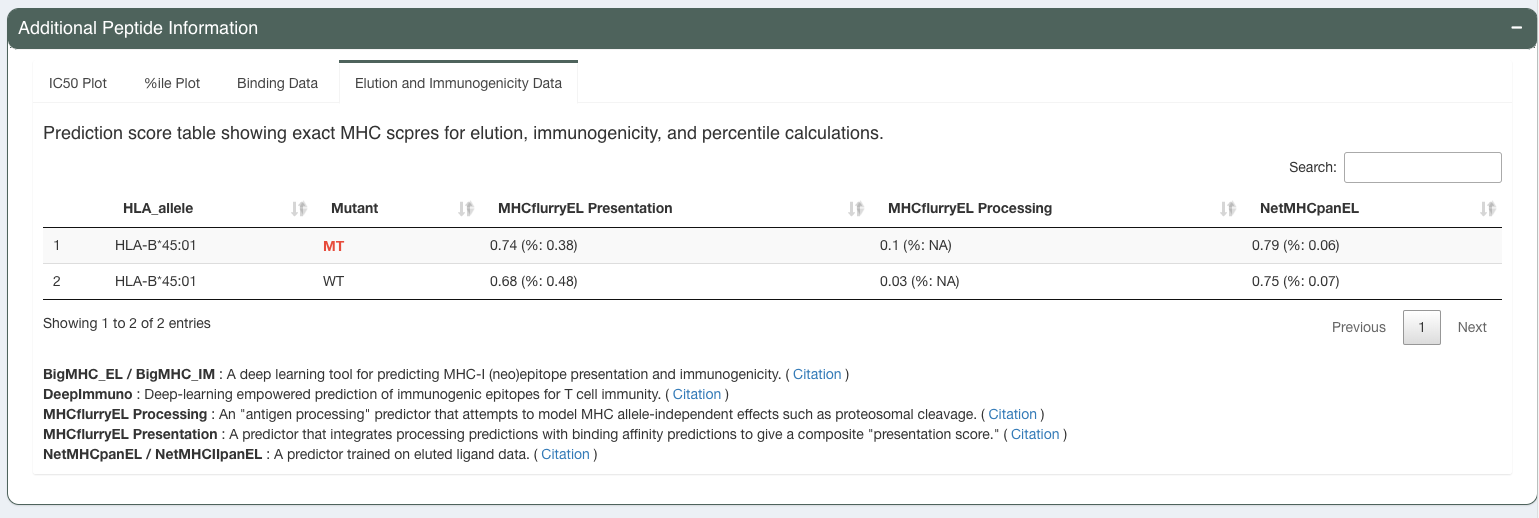 Additional Peptide Information
IC50 Plot %ile Plot Binding Data Elution and Immunogenicity Data
Prediction score table showing exact MHC scpres for elution, immunogenicity, and percentile calculations.
Search:
HLA_allele Mutant MHCflurryEL Presentation MHCflurryEL Processing NetMHCpanEL
1 HLA-B*45:01 MT 0.74 (%: 0.38) 0.1 (%: NA) 0.79 (%: 0.06)
2 HLA-B*45:01 WT 0.68 (%: 0.48) 0.03 (%: NA) 0.75 (%: 0.07)
Showing 1 to 2 of 2 entries
Previous 1 Next
BigMHC_EL / BigMHC_IM : A deep learning tool for predicting MHC-I (neo)epitope presentation and immunogenicity. ( Citation )
DeepImmuno : Deep-learning empowered prediction of immunogenic epitopes for T cell immunity. ( Citation )
MHCflurryEL Processing : An "antigen processing" predictor that attempts to model MHC allele-independent effects such as proteosomal cleavage. ( Citation )
MHCflurryEL Presentation : A predictor that integrates processing predictions with binding affinity predictions to give a composite "presentation score." ( Citation )
NetMHCpanEL / NetMHCIIpanEL : A predictor trained on eluted ligand data. ( Citation )